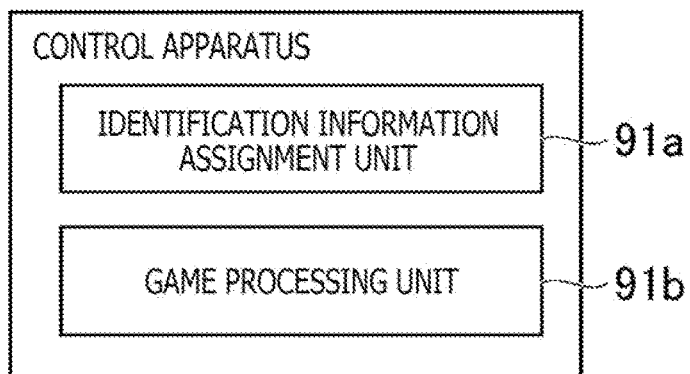 CONTROL APPARATUS
IDENTIFICATION INFORMATION
ASSIGNMENT UNIT
91a
GAME PROCESSING UNIT
91b